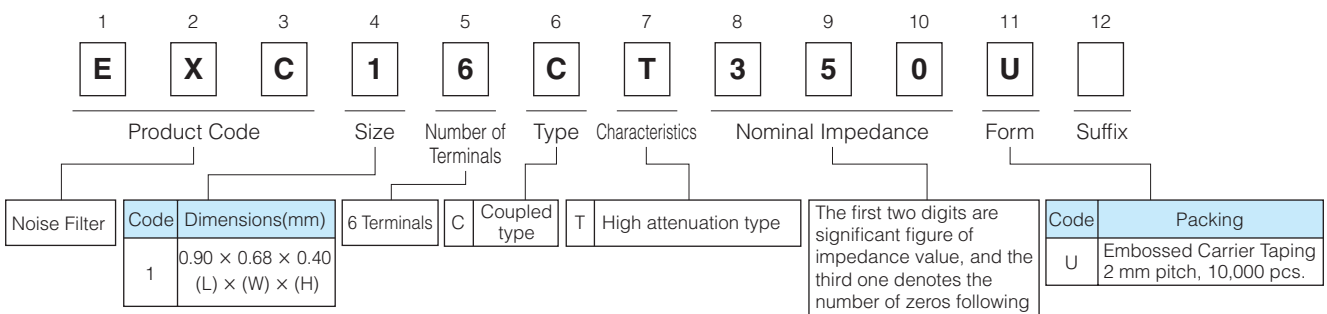 1 2 3 4 5 6 7 8 9 10 11 12
E X C 1 6 C T 3 5 0 U
Product Code Size Number of Terminals Type Characteristics Nominal Impedance Form Suffix
Noise Filter
Code Dimensions(mm)
1 0.90 × 0.68 × 0.40
(L) × (W) × (H)
6 Terminals
C Coupled
type
T High attenuation type
The first two digits are
significant figure of
impedance value, and the
third one denotes the
number of zeros following
Code Packing
U Embossed Carrier Taping
2 mm pitch, 10,000 pcs.